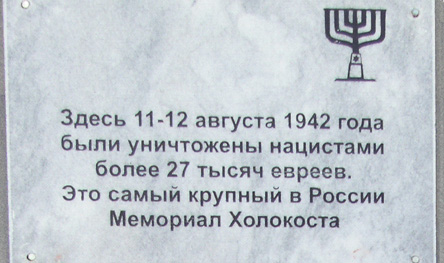 Здесь 11-12 августа 1942 года
были уничтожены нацистами
более 27 тысяч евреев.
Это самый крупный в России
Мемориал Холокоста